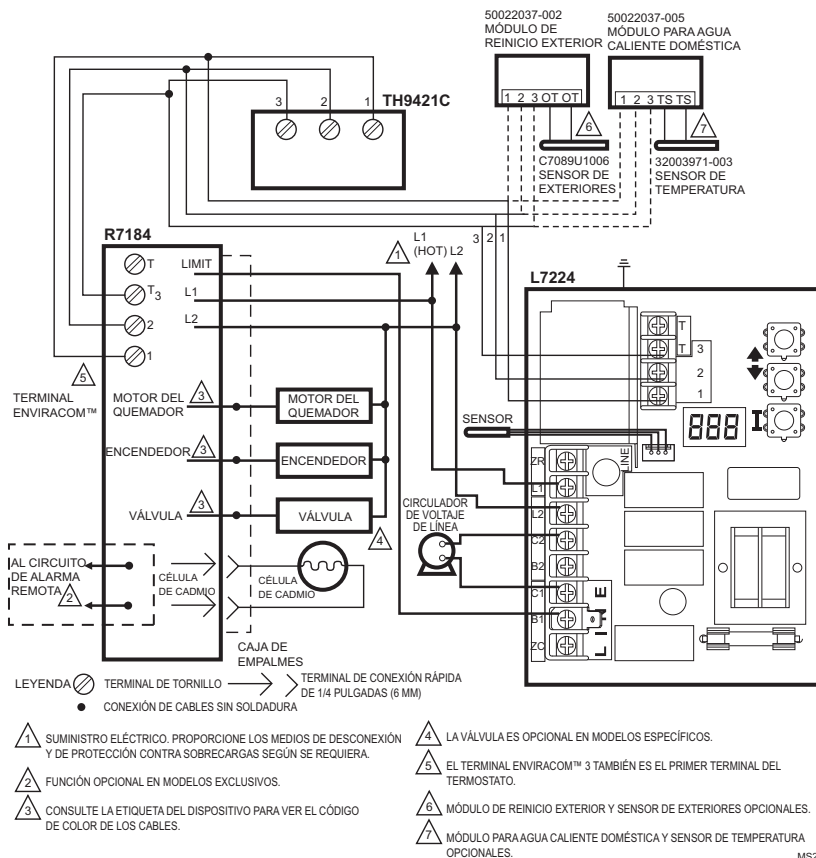 50022037-002
MÓDULO DE
REINICIO EXTERIOR
50022037-005
MÓDULO PARA AGUA
CALIENTE DOMÉSTICA
3 2 1 TH9421C
1 2 3 OT OT
1 2 3 TS TS
6
7
C7089U1006
SENSOR DE
EXTERIORES
32003971-003
SENSOR DE
TEMPERATURA
3 2 1
R7184
1
L1
(HOT) L2
L7224
T
LIMIT
T3
L1
2
L2
1
5
TERMINAL
ENVIRACOM™
T
T 3
2
1
MOTOR DEL
QUEMADOR
3
MOTOR DEL
QUEMADOR
SENSOR
888
ENCENDEDOR
3
ENCENDEDOR
VÁLVULA
3
VÁLVULA
4
CIRCULADOR
DE VOLTAJE
DE LÍNEA
ZR
LINE
L1
L2
C2
B2
C1
B1
ZC
LINE
AL CIRCUITO
DE ALARMA
REMOTA
2
CÉLULA
DE CADMIO
CÉLULA
DE CADMIO
CAJA DE
EMPALMES
LEYENDA TERMINAL DE TORNILLO
TERMINAL DE CONEXIÓN RÁPIDA
DE 1/4 PULGADAS (6 MM)
CONEXIÓN DE CABLES SIN SOLDADURA
1 SUMINISTRO ELÉCTRICO. PROPORCIONE LOS MEDIOS DE DESCONEXIÓN
Y DE PROTECCIÓN CONTRA SOBRECARGAS SEGÚN SE REQUIERA.
2 FUNCIÓN OPCIONAL EN MODELOS EXCLUSIVOS.
3 CONSULTE LA ETIQUETA DEL DISPOSITIVO PARA VER EL CÓDIGO
DE COLOR DE LOS CABLES.
4 LA VÁLVULA ES OPCIONAL EN MODELOS ESPECÍFICOS.
5 EL TERMINAL ENVIRACOM™ 3 TAMBIÉN ES EL PRIMER TERMINAL DEL
TERMOSTATO.
6 MÓDULO DE REINICIO EXTERIOR Y SENSOR DE EXTERIORES OPCIONALES.
7 MÓDULO PARA AGUA CALIENTE DOMÉSTICA Y SENSOR DE TEMPERATURA
OPCIONALES.